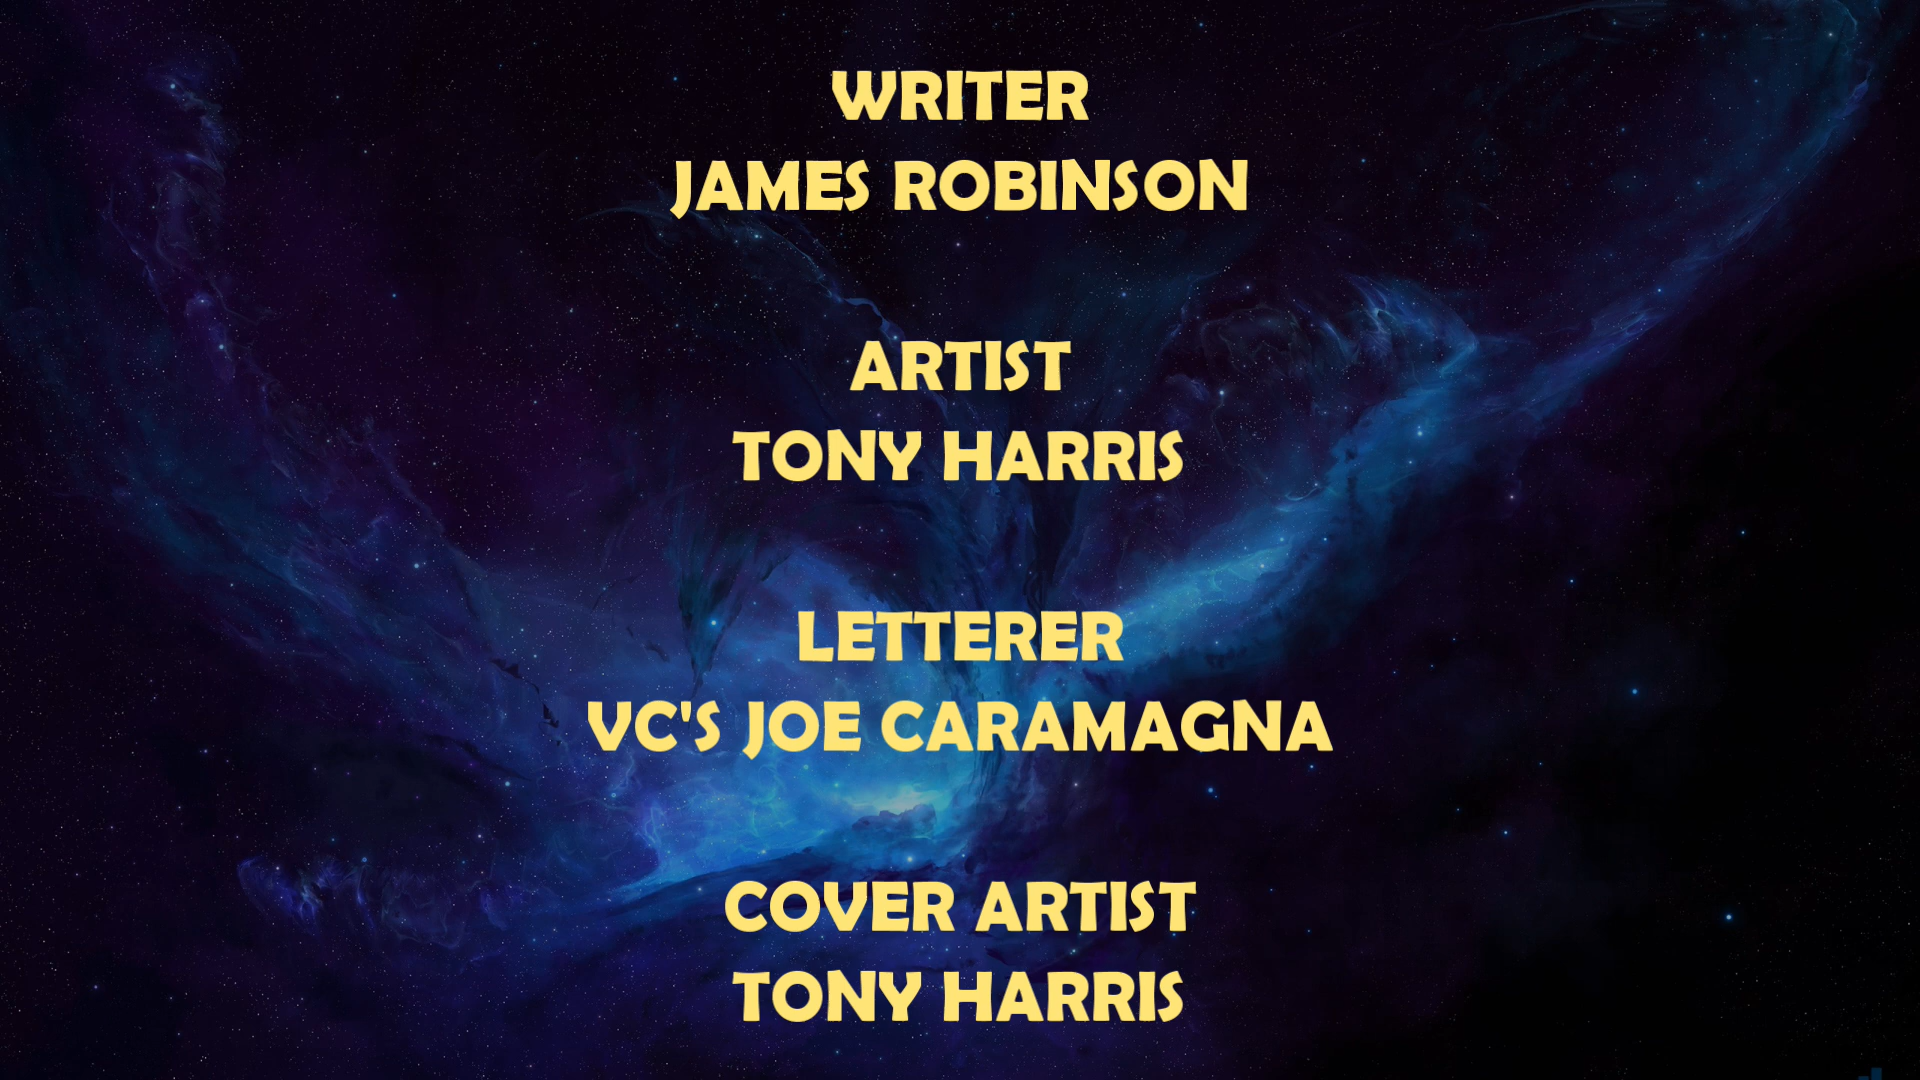 WRITER
JAMES ROBINSON
ARTIST
TONY HARRIS
LETTERER
VC'S JOE CARAMAGNA
COVER ARTIST
TONY HARRIS